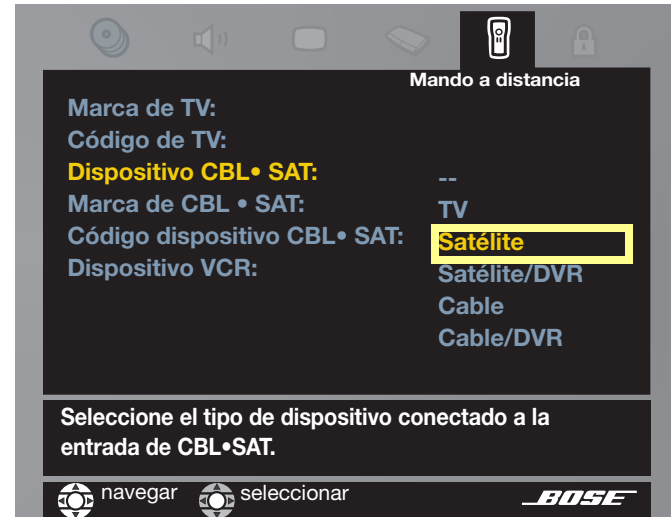 Mando a distancia
Marca de TV:
Código de TV:
Dispositivo CBL• SAT:
--
Marca de CBL • SAT:
TV
Código dispositivo CBL• SAT:
Satélite
Dispositivo VCR:
Satélite/DVR
Cable
Cable/DVR
Seleccione el tipo de dispositivo conectado a la
entrada de CBL•SAT.
navegar seleccionar BOSE